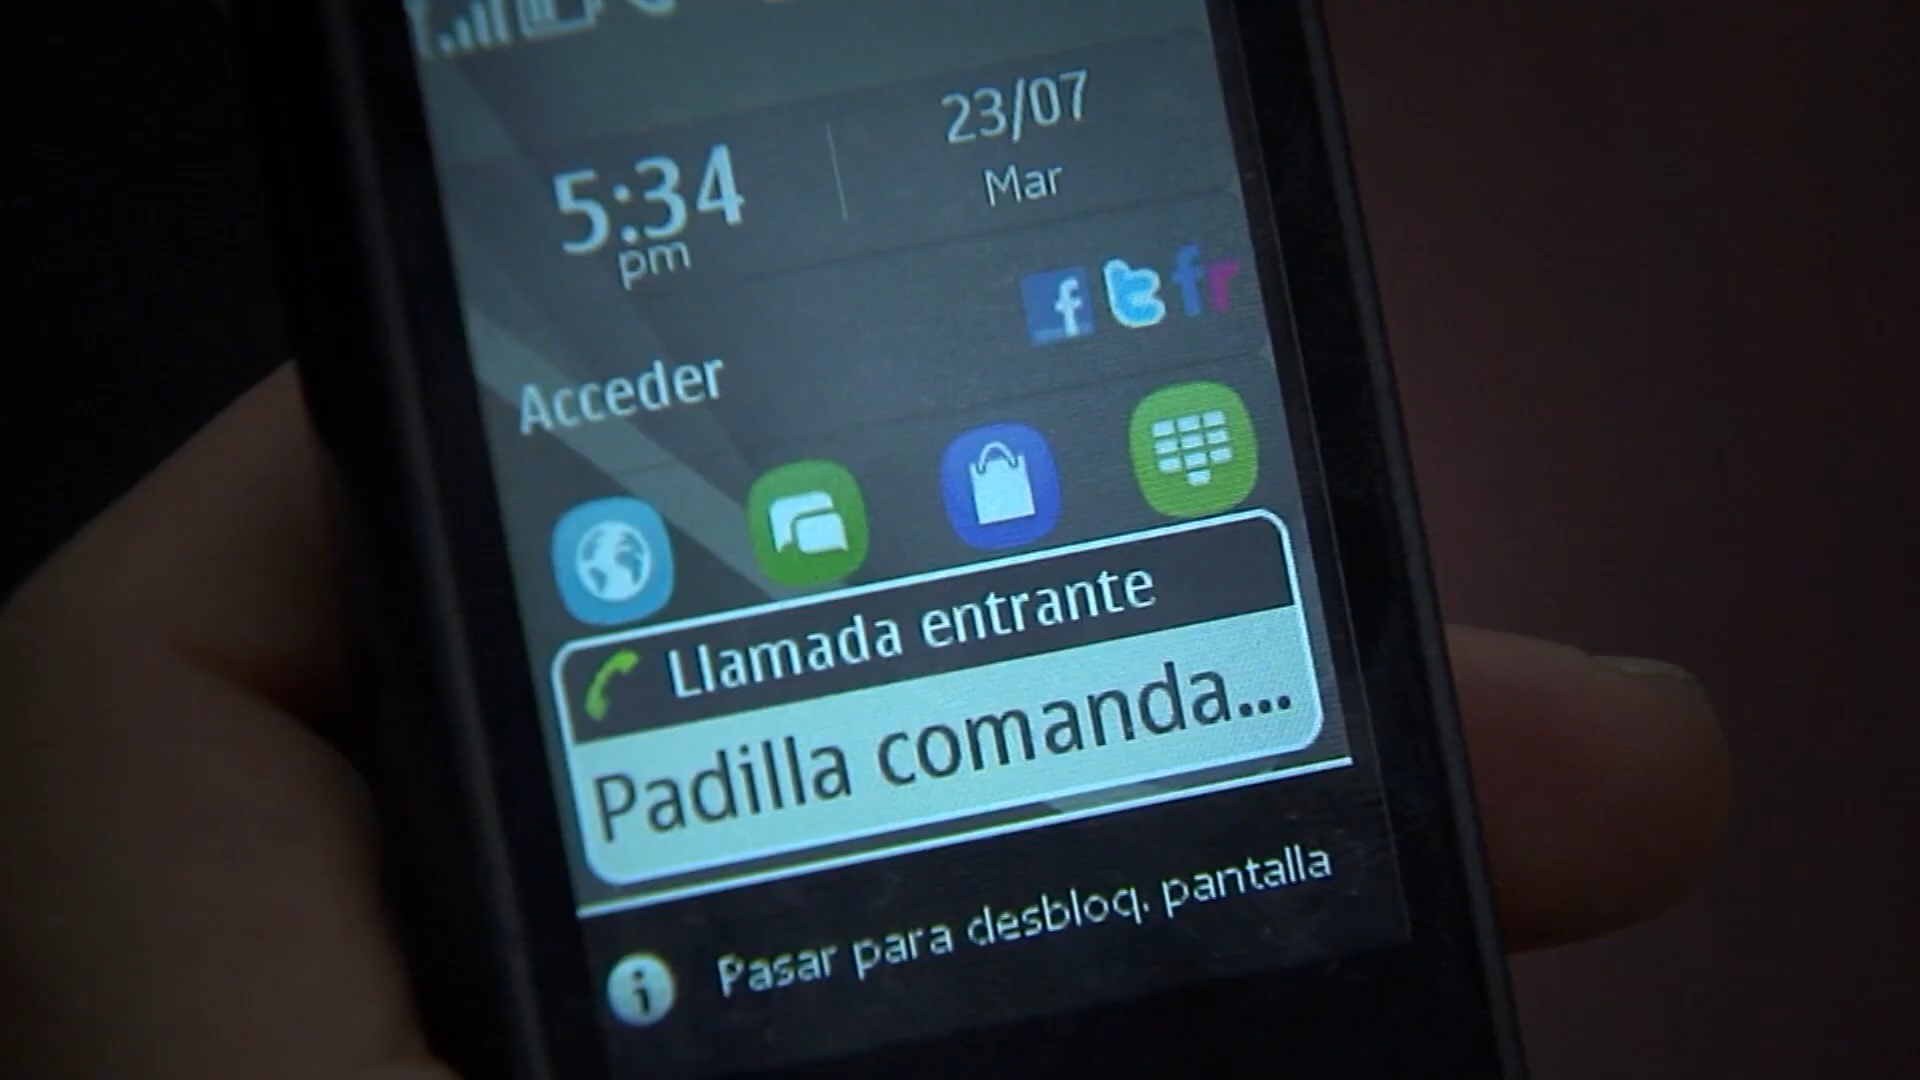 5:34
pm
23/07
Mar
Acceder
Llamada entrante
Padilla comanda...
Pasar para desbloq. pantalla